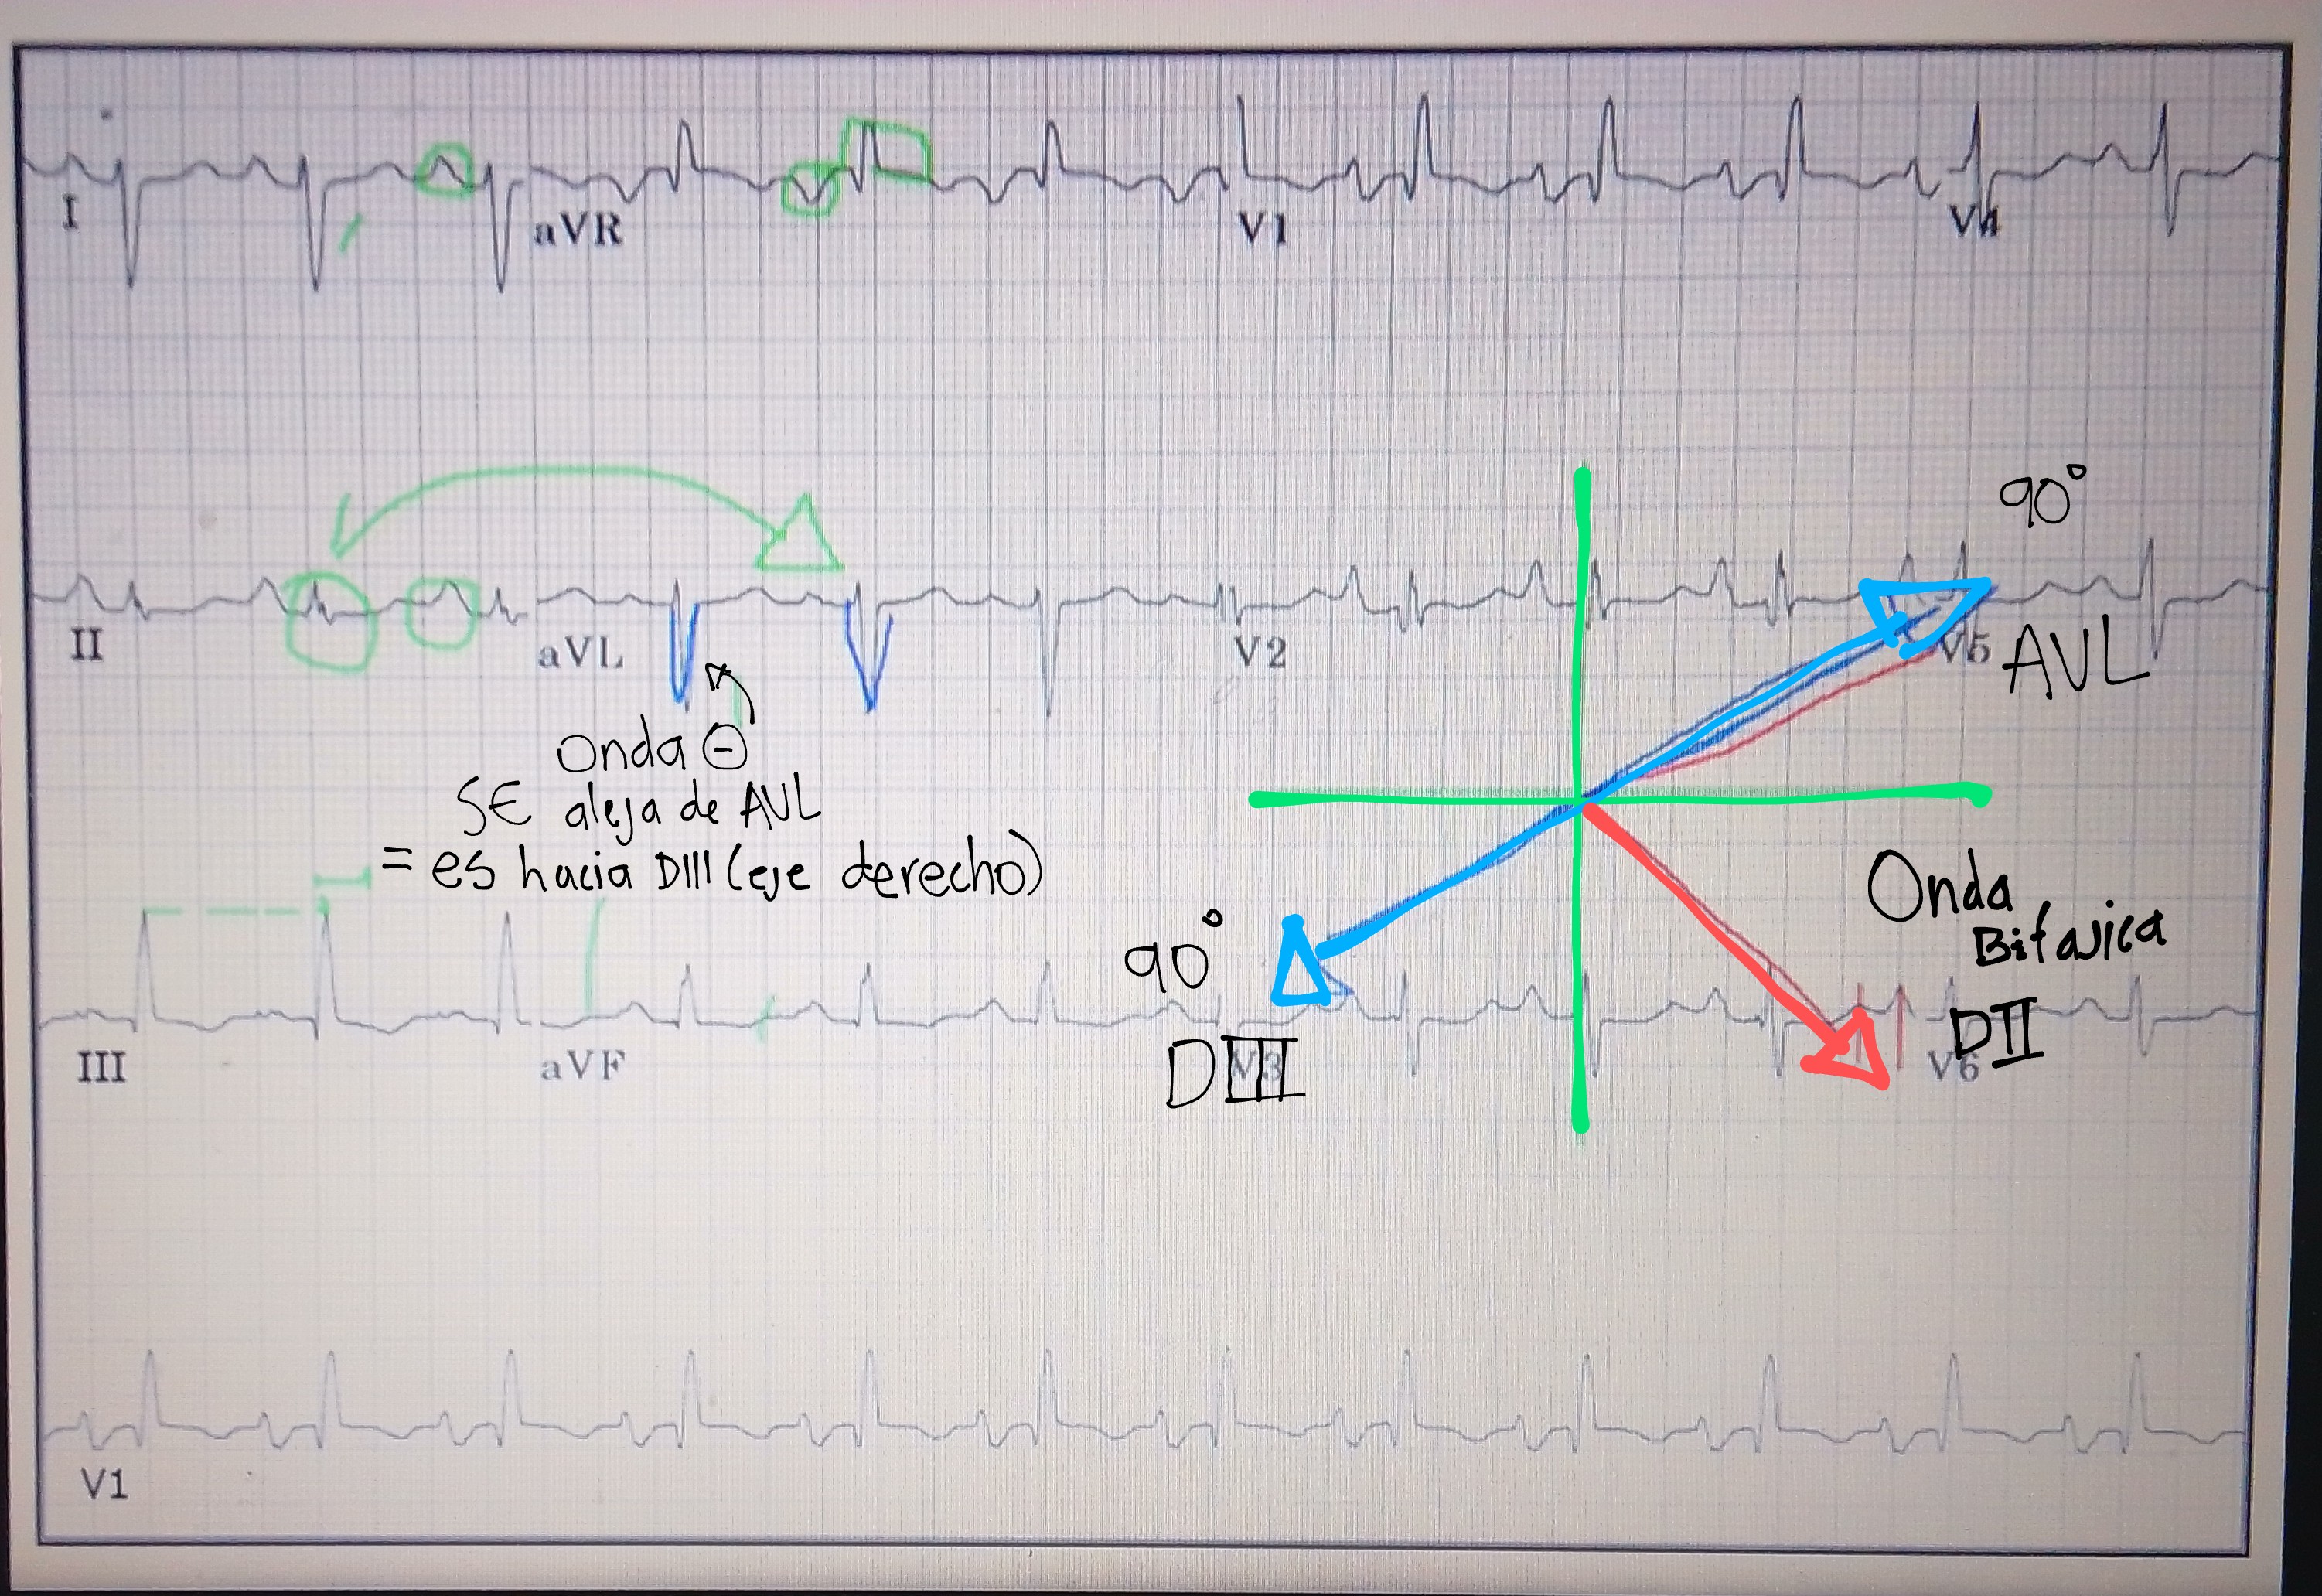 I
aVR
V1
V4
90°
II
aVL
V2
V5
AVL
Onda ⊖
SE aleja de AVL
= es hacia DIII (eje derecho)
Onda
Bifasica
90°
DII
III
aVF
DIII
V3
V6
V1